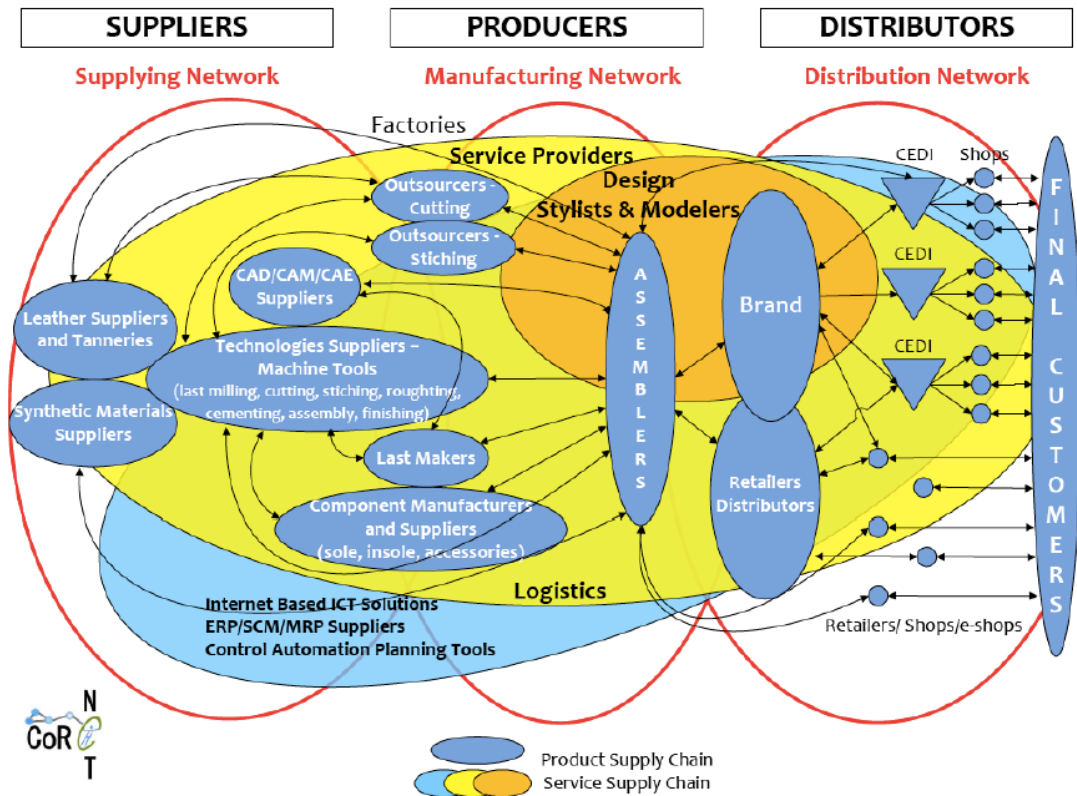 SUPPLIERS
PRODUCERS
DISTRIBUTORS
Supplying Network
Manufacturing Network
Distribution Network
Factories
Service Providers
Design
Stylists & Modelers
CEDI
Shops
Outsourcers -
Cutting
Outsourcers -
Stiching
CAD/CAM/CAE
Suppliers
CEDI
Leather Suppliers
and Tanneries
Technologies Suppliers –
Machine Tools
(last milling, cutting, stiching, roughting,
cementing, assembly, finishing)
Synthetic Materials
Suppliers
ASSEMBLERS
Brand
CEDI
Last Makers
Retailers
Distributors
Component Manufacturers
and Suppliers
(sole, insole, accessories)
FINAL CUSTOMERS
Logistics
Internet Based ICT Solutions
ERP/SCM/MRP Suppliers
Control Automation Planning Tools
Retailers/ Shops/e-shops
CoR
N
E
T
Product Supply Chain
Service Supply Chain